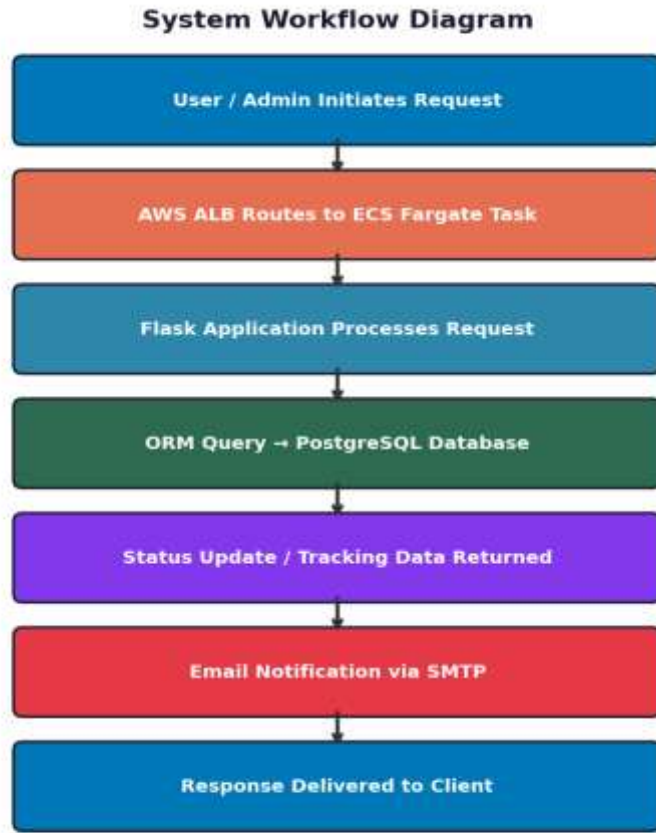 System Workflow Diagram
User / Admin Initiates Request
AWS ALB Routes to ECS Fargate Task
Flask Application Processes Request
ORM Query → PostgreSQL Database
Status Update / Tracking Data Returned
Email Notification via SMTP
Response Delivered to Client